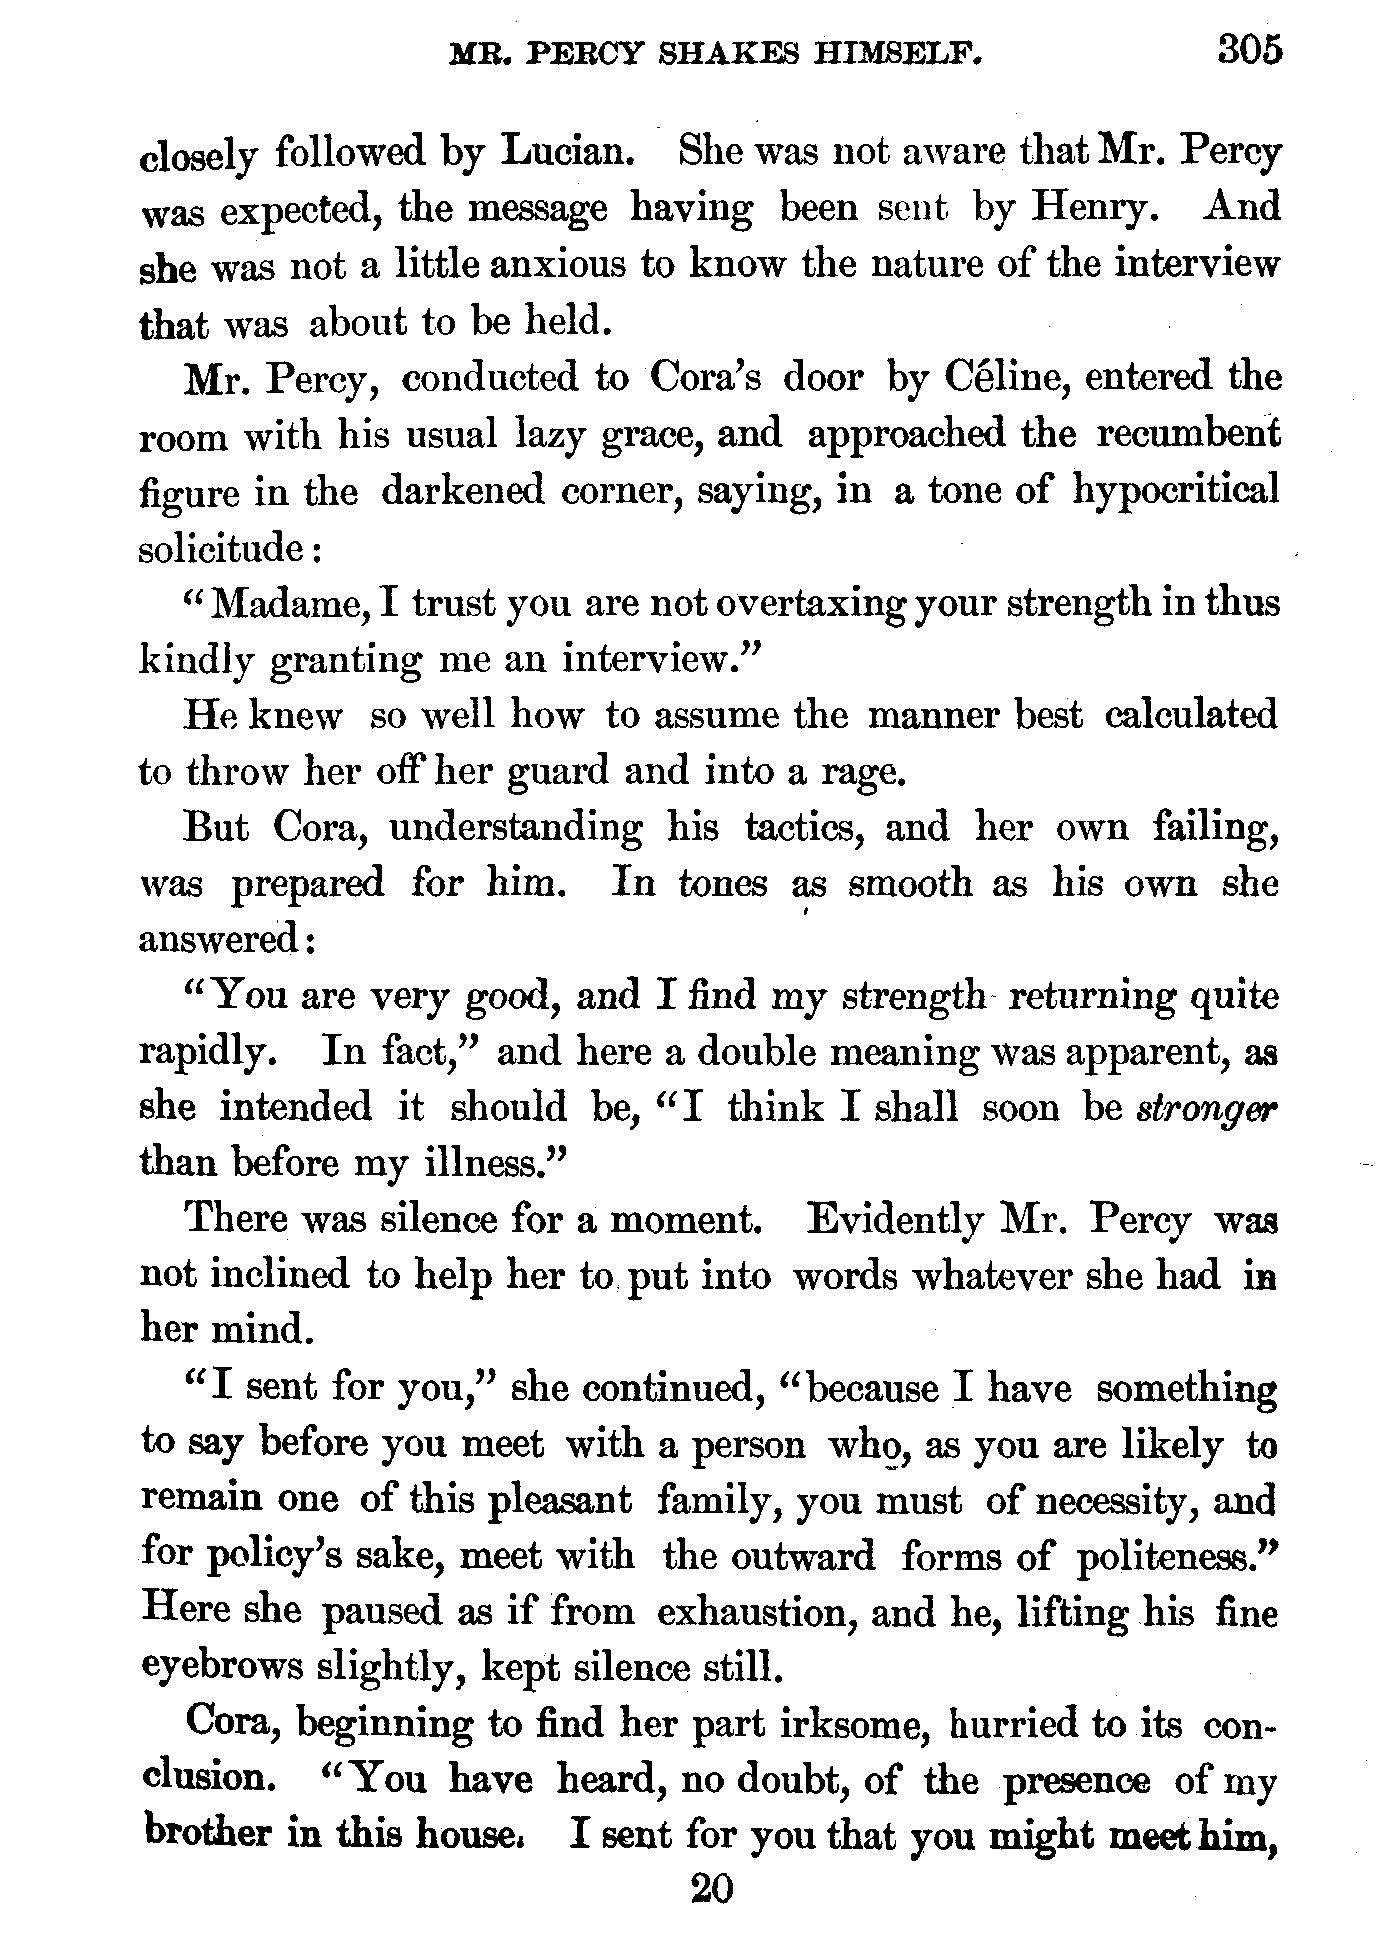 MR. PERCY SHAKES HIMSELF. 305
closely followed by Lucian. She was not aware that Mr. Percy
was expected, the message having been sent by Henry. And
she was not a little anxious to know the nature of the interview
that was about to be held.
Mr. Percy, conducted to Cora's door by Céline, entered the
room with his usual lazy grace, and approached the recumbent
figure in the darkened corner, saying, in a tone of hypocritical
solicitude:
"Madame, I trust you are not overtaxing your strength in thus
kindly granting me an interview."
He knew so well how to assume the manner best calculated
to throw her off her guard and into a rage.
But Cora, understanding his tactics, and her own failing,
was prepared for him. In tones as smooth as his own she
answered:
"You are very good, and I find my strength returning quite
rapidly. In fact," and here a double meaning was apparent, as
she intended it should be, "I think I shall soon be stronger
than before my illness."
There was silence for a moment. Evidently Mr. Percy was
not inclined to help her to put into words whatever she had in
her mind.
"I sent for you," she continued, "because I have something
to say before you meet with a person who, as you are likely to
remain one of this pleasant family, you must of necessity, and
for policy's sake, meet with the outward forms of politeness."
Here she paused as if from exhaustion, and he, lifting his fine
eyebrows slightly, kept silence still.
Cora, beginning to find her part irksome, hurried to its con-
clusion. "You have heard, no doubt, of the presence of my
brother in this house. I sent for you that you might meet him,
20